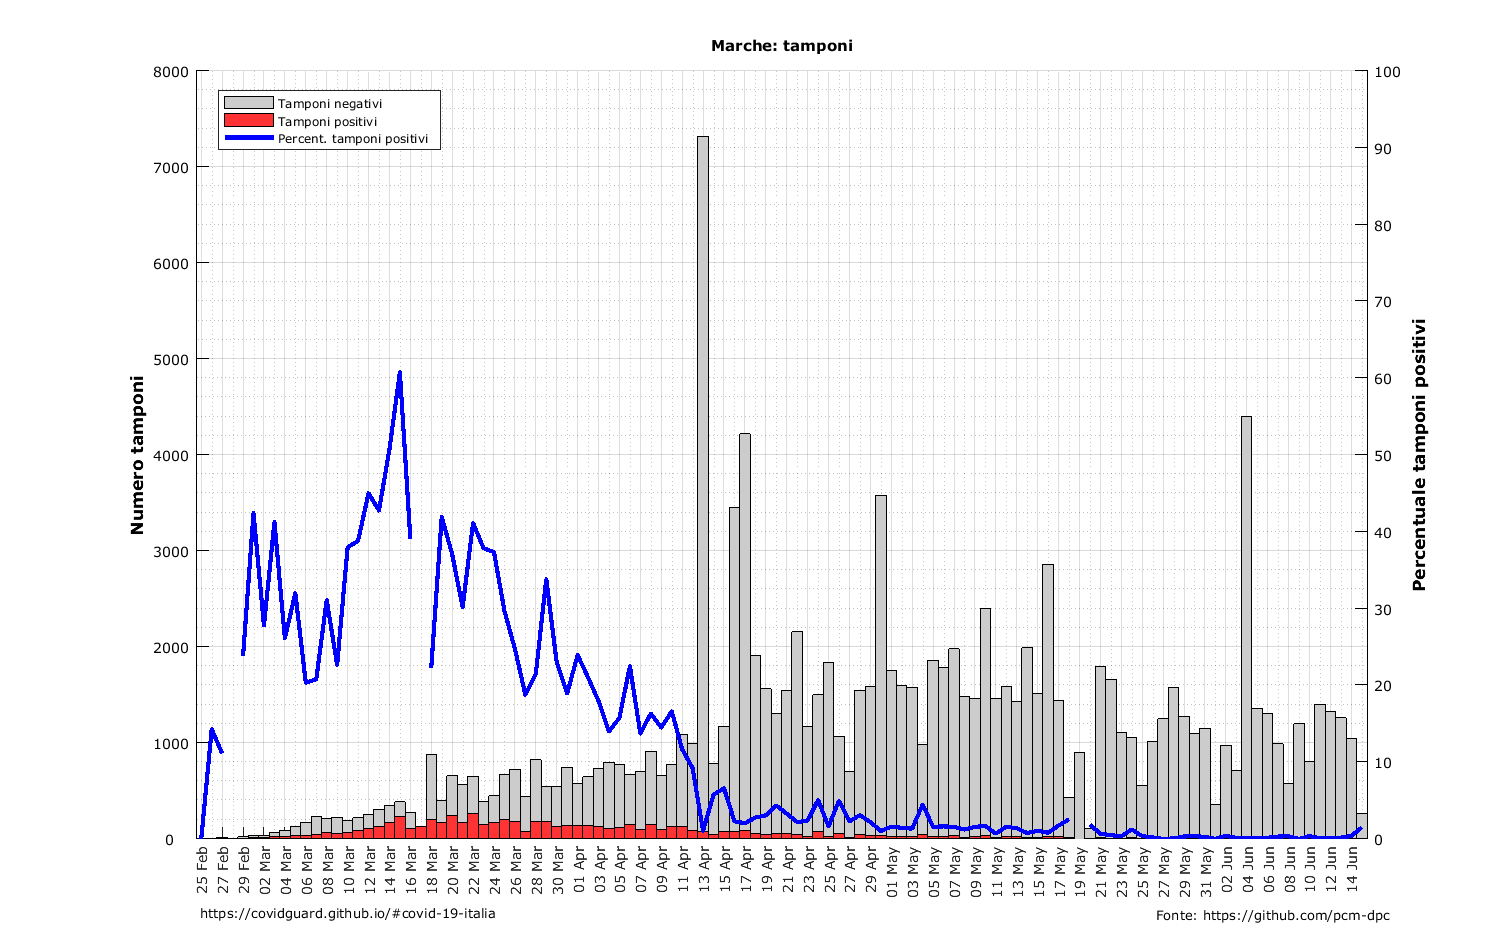 Marche: tamponi
8000
7000
6000
5000
4000
3000
2000
1000
0
Numero tamponi
Tamponi negativi
Tamponi positivi
Percent. tamponi positivi
100
90
80
70
60
50
40
30
20
10
0
Percentuale tamponi positivi
25 Feb
27 Feb
29 Feb
02 Mar
04 Mar
06 Mar
08 Mar
10 Mar
12 Mar
14 Mar
16 Mar
18 Mar
20 Mar
22 Mar
24 Mar
26 Mar
28 Mar
30 Mar
01 Apr
03 Apr
05 Apr
07 Apr
09 Apr
11 Apr
13 Apr
15 Apr
17 Apr
19 Apr
21 Apr
23 Apr
25 Apr
27 Apr
29 Apr
01 May
03 May
05 May
07 May
09 May
11 May
13 May
15 May
17 May
19 May
21 May
23 May
25 May
27 May
29 May
31 May
02 Jun
04 Jun
06 Jun
08 Jun
10 Jun
12 Jun
14 Jun
https://covidguard.github.io/#covid-19-italia
Fonte: https://github.com/pcm-dpc